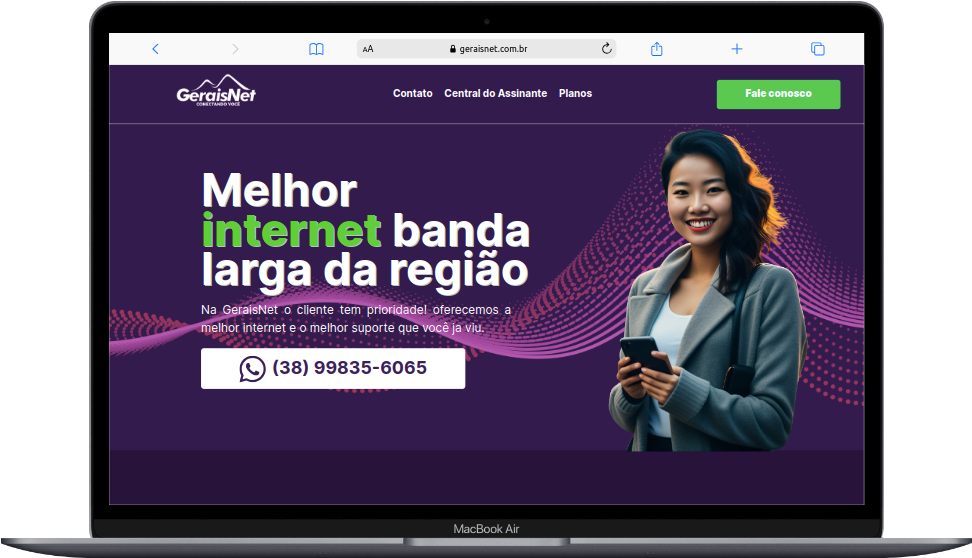 AA geraisnet.com.br
GeraisNet
CONECTANDO VOCÊ
Contato Central do Assinante Planos
Fale conosco
Melhor
internet banda
larga da região
Na GeraisNet o cliente tem prioridade! oferecemos a
melhor internet e o melhor suporte que você ja viu.
(38) 99835-6065
MacBook Air